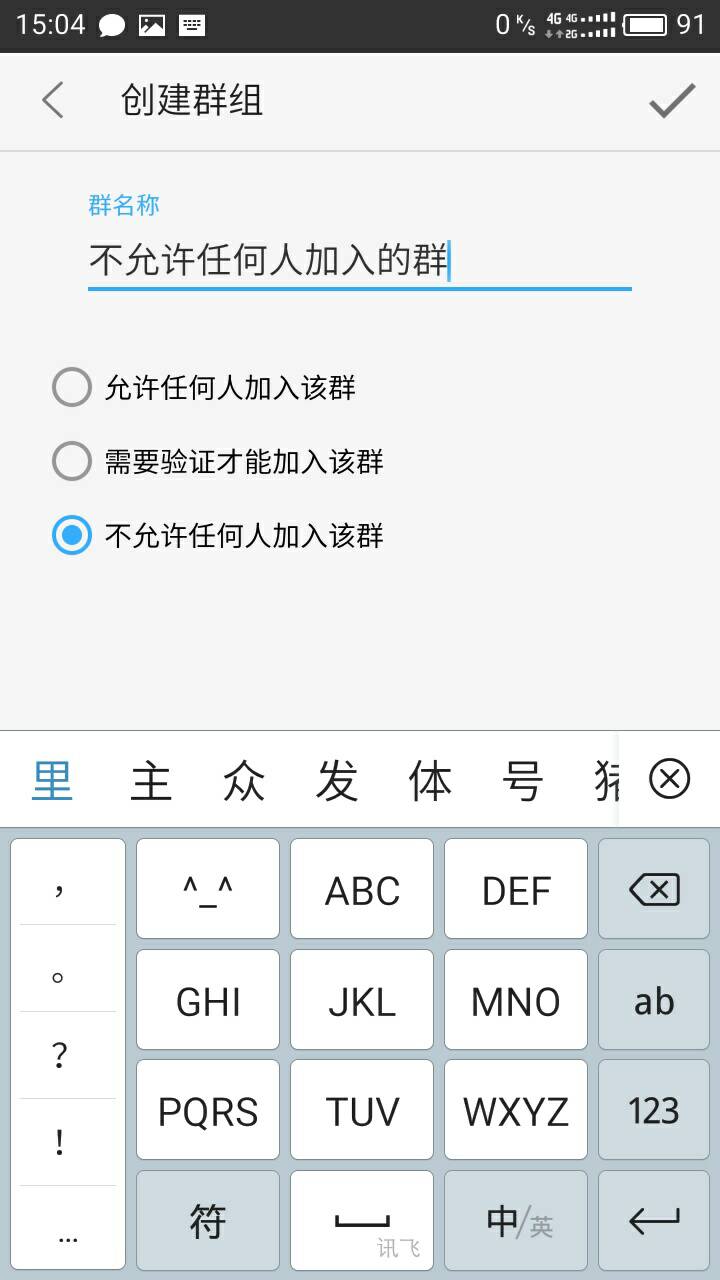 15:04 0 K/s 4G 4G 2G 91
创建群组
群名称
不允许任何人加入的群
允许任何人加入该群
需要验证才能加入该群
不允许任何人加入该群
里 主 众 发 体 号
， ^_^ ABC DEF
。 GHI JKL MNO ab
？ PQRS TUV WXYZ 123
！
... 符 讯飞 中/英